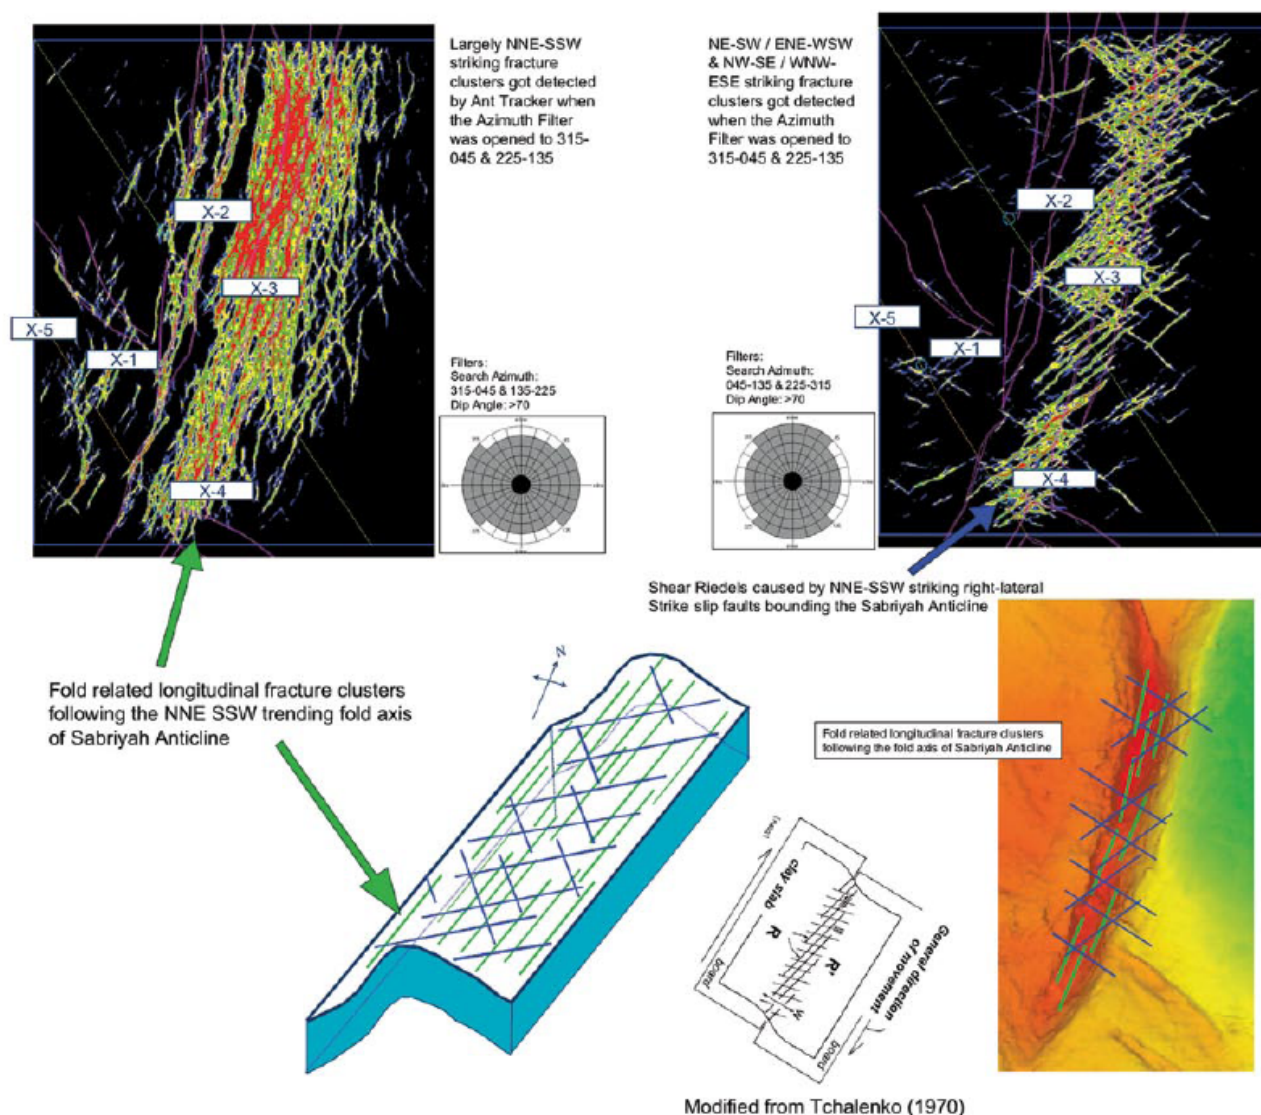 Largely NNE-SSW
striking fracture
clusters got detected
by Ant Tracker when
the Azimuth Filter
was opened to 315-
045 & 225-135
NE-SW / ENE-WSW
& NW-SE / WNW-
ESE striking fracture
clusters got detected
when the Azimuth
Filter was opened to
315-045 & 225-135
X-2
X-3
X-5
X-1
X-4
X-2
X-3
X-5
X-1
X-4
Filters:
Search Azimuth:
315-045 & 135-225
Dip Angle: >70
Filters:
Search Azimuth:
045-135 & 225-315
Dip Angle: >70
Shear Riedels caused by NNE-SSW striking right-lateral
Strike slip faults bounding the Sabriyah Anticline
Fold related longitudinal fracture clusters
following the NNE SSW trending fold axis
of Sabriyah Anticline
N
Fold related longitudinal fracture clusters
following the fold axis of Sabriyah Anticline
clay slab
board
R
R'
General direction
of movement
board
Modified from Tchalenko (1970)